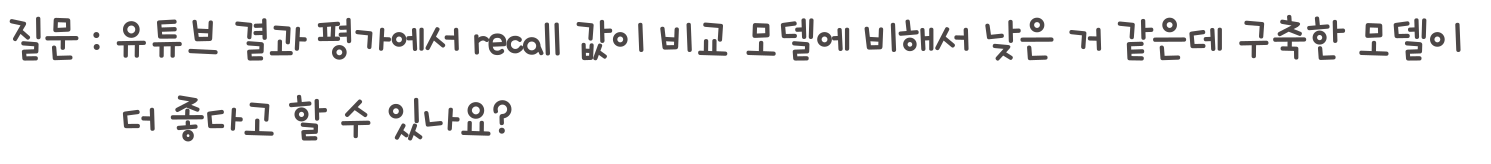 질문 : 유튜브 결과 평가에서 recall 값이 비교 모델에 비해서 낮은 거 같은데 구축한 모델이
더 좋다고 할 수 있나요?